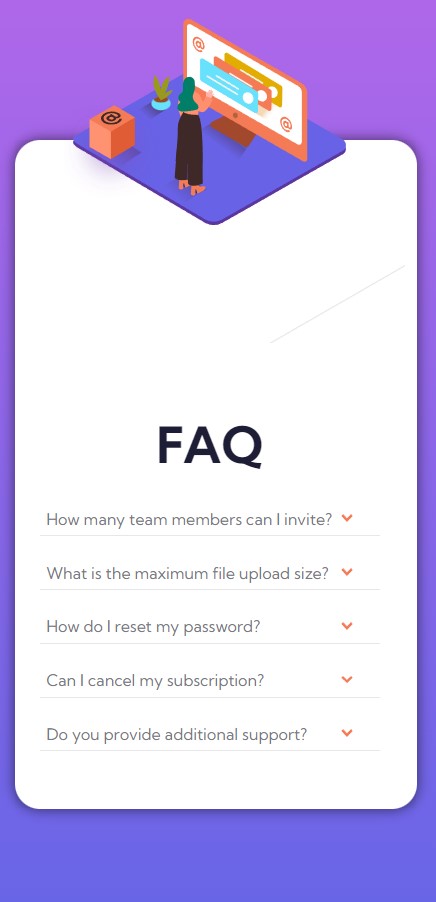 @
@
@
FAQ
How many team members can I invite?
What is the maximum file upload size?
How do I reset my password?
Can I cancel my subscription?
Do you provide additional support?